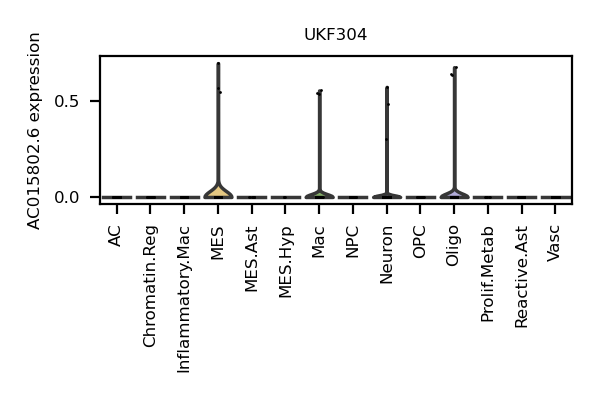 UKF304
AC015802.6 expression
0.5
0.0
AC
Chromatin.Reg
Inflammatory.Mac
MES
MES.Ast
MES.Hyp
Mac
NPC
Neuron
OPC
Oligo
Prolif.Metab
Reactive.Ast
Vasc